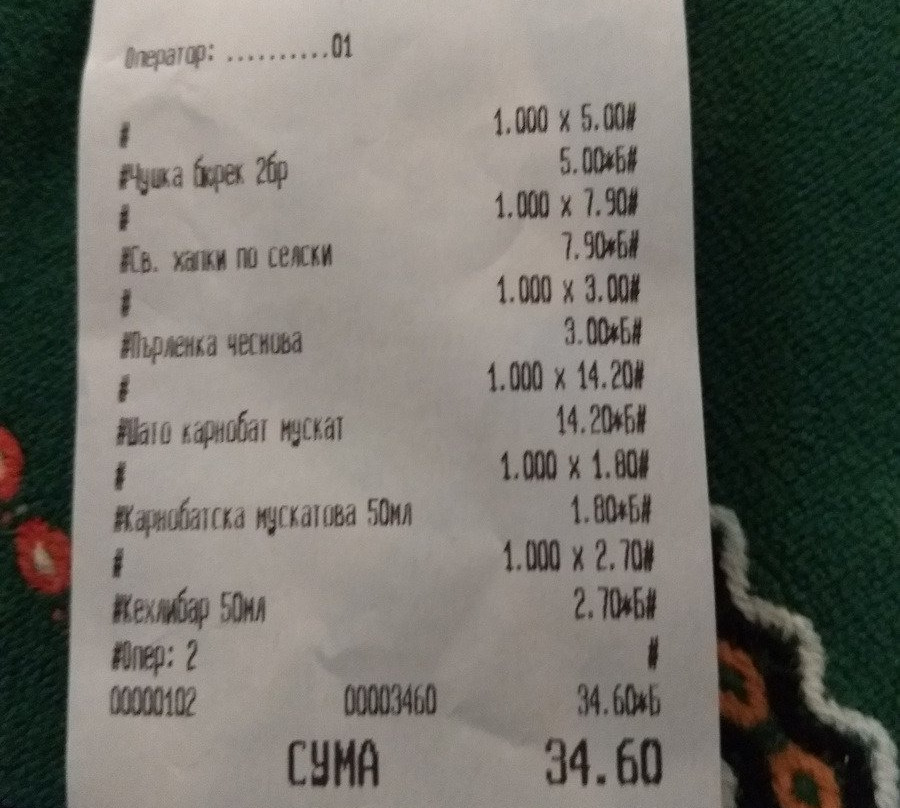 Оператор: ..........01
# 1.000 x 5.00#
#Чушка бюрек 2бр 5.00*Б#
# 1.000 x 7.90#
#Св. хапки по селски 7.90*Б#
# 1.000 x 3.00#
#Пърленка чеснова 3.00*Б#
# 1.000 x 14.20#
#Шато карнобат мускат 14.20*Б#
# 1.000 x 1.80#
#Карнобатска мускатова 50мл 1.80*Б#
# 1.000 x 2.70#
#Кехлибар 50мл 2.70*Б#
#Опер: 2 #
00000102 00003460 34.60*Б
СУМА 34.60